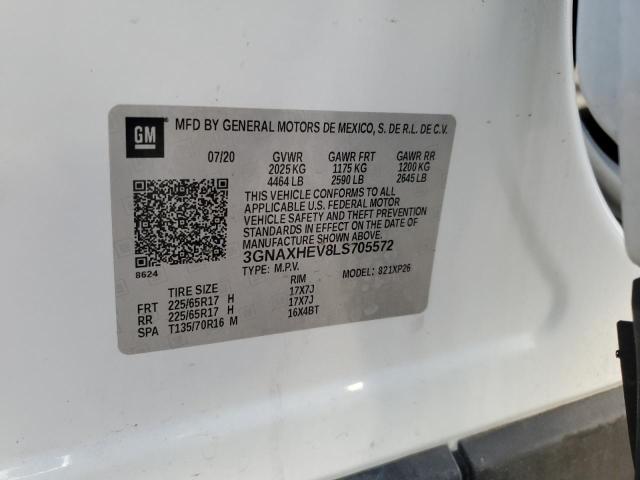 GM MFD BY GENERAL MOTORS DE MEXICO, S. DE R.L. DE C.V.
07/20 GVWR GAWR FRT GAWR RR
2025 KG 1175 KG 1200 KG
4464 LB 2590 LB 2645 LB
THIS VEHICLE CONFORMS TO ALL
APPLICABLE U.S. FEDERAL MOTOR
VEHICLE SAFETY AND THEFT PREVENTION
STANDARDS IN EFFECT ON THE DATE OF
MANUFACTURE SHOWN ABOVE.
3GNAXHEV8LS705572
8624
TYPE: M.P.V. MODEL: 821XP26
TIRE SIZE RIM
FRT 225/65R17 H 17X7J
RR 225/65R17 H 17X7J
SPA T135/70R16 M 16X4BT